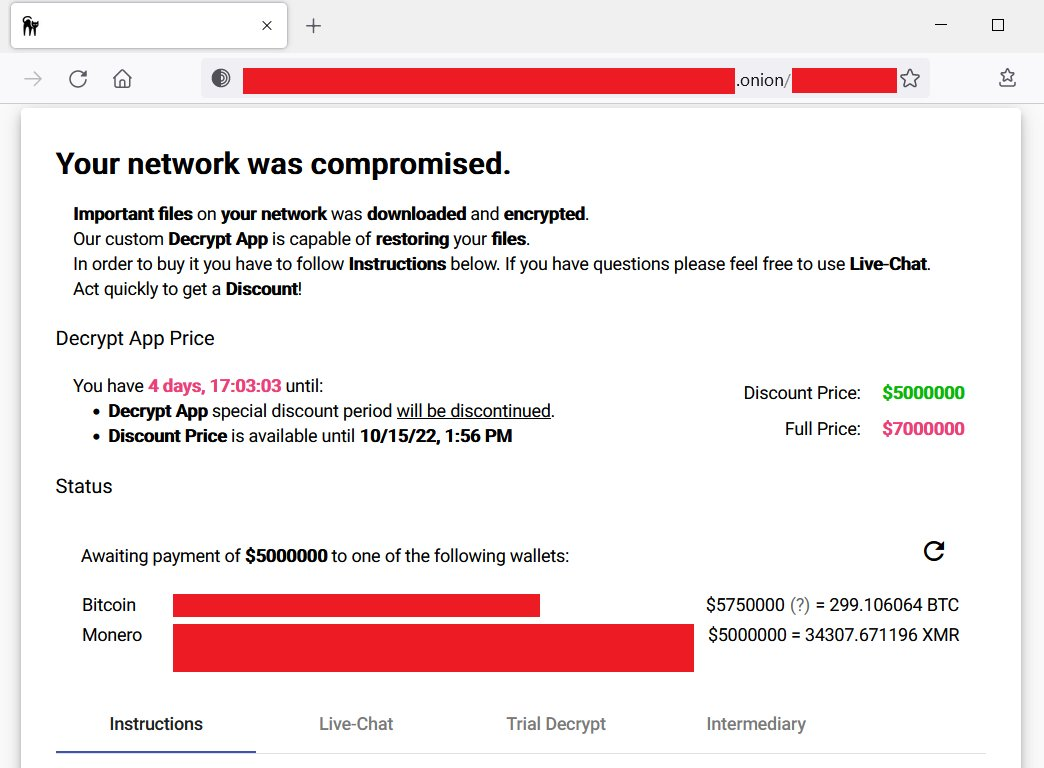 .onion/
Your network was compromised.
Important files on your network was downloaded and encrypted.
Our custom Decrypt App is capable of restoring your files.
In order to buy it you have to follow Instructions below. If you have questions please feel free to use Live-Chat.
Act quickly to get a Discount!
Decrypt App Price
You have 4 days, 17:03:03 until:
• Decrypt App special discount period will be discontinued.
• Discount Price is available until 10/15/22, 1:56 PM
Discount Price: $5000000
Full Price: $7000000
Status
Awaiting payment of $5000000 to one of the following wallets:
Bitcoin $5750000 (?) = 299.106064 BTC
Monero $5000000 = 34307.671196 XMR
Instructions Live-Chat Trial Decrypt Intermediary